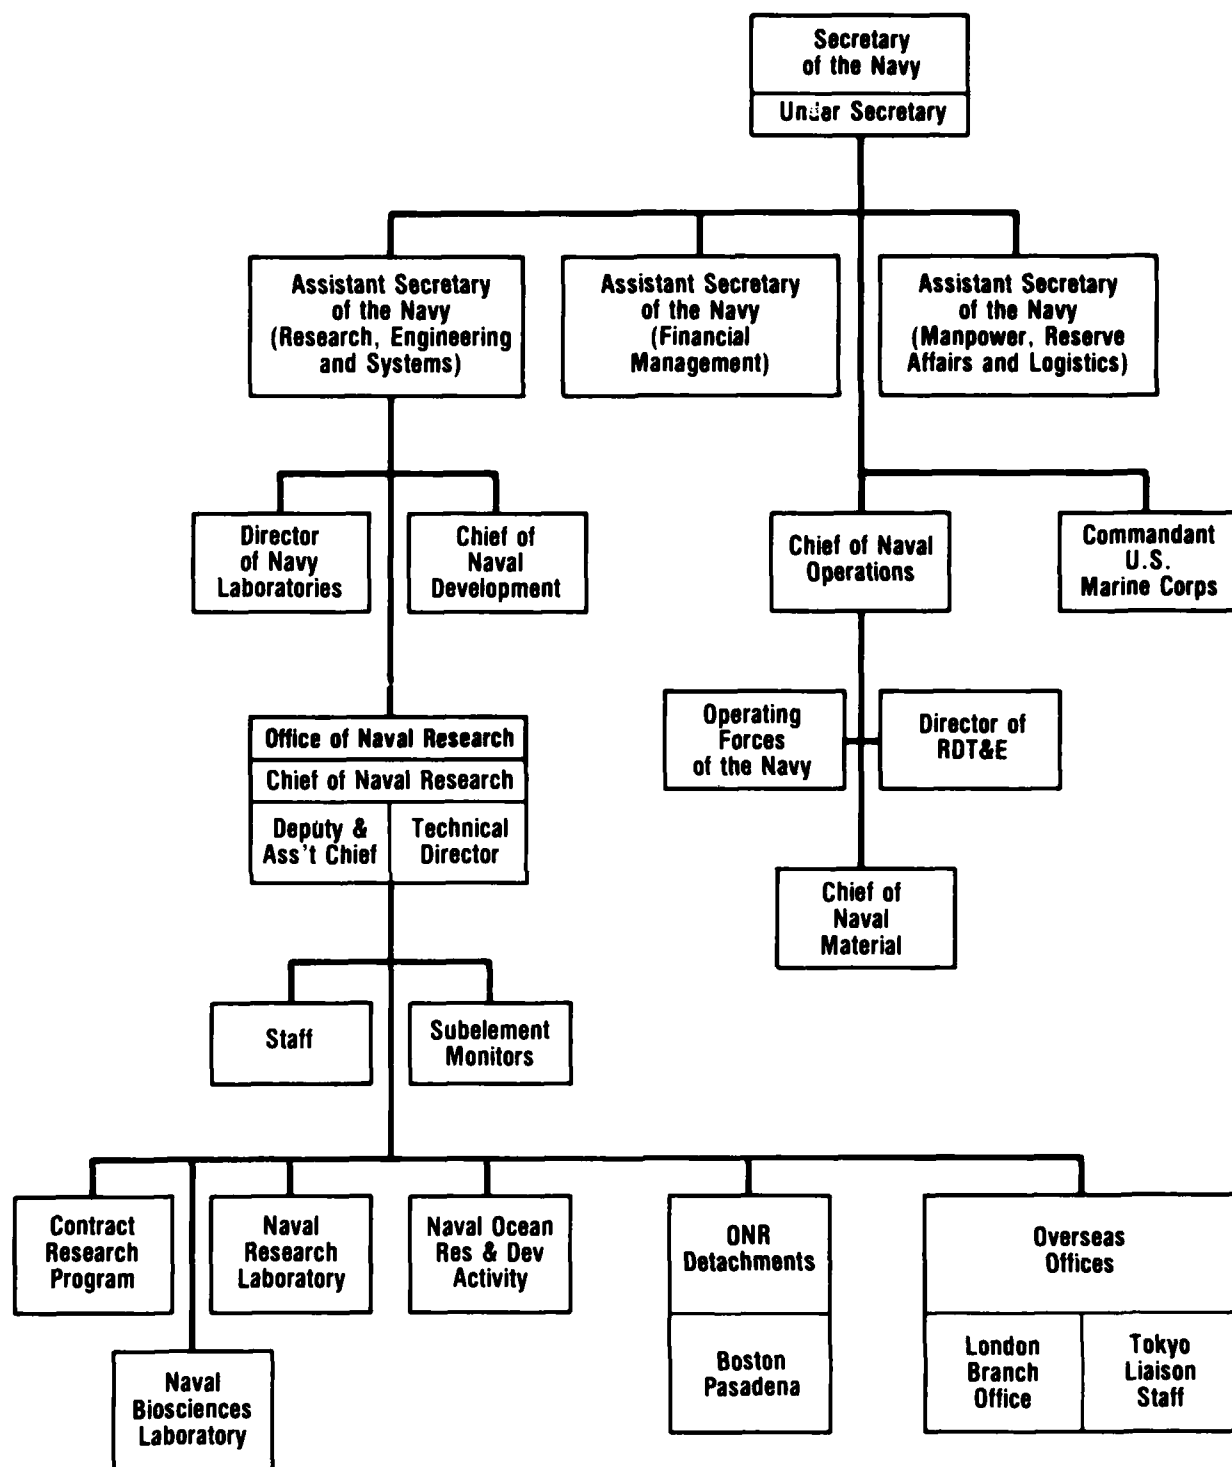 Secretary
of the Navy
Under Secretary
Assistant Secretary
of the Navy
(Research, Engineering
and Systems)
Assistant Secretary
of the Navy
(Financial
Management)
Assistant Secretary
of the Navy
(Manpower, Reserve
Affairs and Logistics)
Director
of Navy
Laboratories
Chief of
Naval
Development
Chief of Naval
Operations
Commandant
U.S.
Marine Corps
Office of Naval Research
Chief of Naval Research
Deputy &
Ass't Chief
Technical
Director
Operating
Forces
of the Navy
Director of
RDT&E
Chief of
Naval
Material
Staff
Subelement
Monitors
Contract
Research
Program
Naval
Biosciences
Laboratory
Naval
Research
Laboratory
Naval Ocean
Res & Dev
Activity
ONR
Detachments
Boston
Pasadena
Overseas
Offices
London
Branch
Office
Tokyo
Liaison
Staff